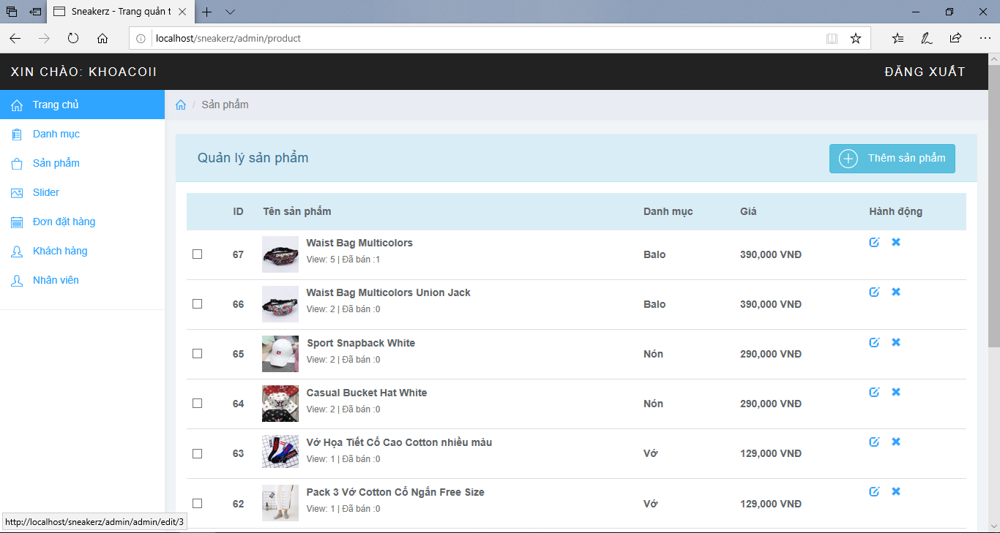 Sneakerz - Trang quản t
localhost/sneakerz/admin/product
XIN CHÀO: KHOACOII
ĐĂNG XUẤT
Trang chủ
Danh mục
Sản phẩm
Slider
Đơn đặt hàng
Khách hàng
Nhân viên
/ Sản phẩm
Quản lý sản phẩm
Thêm sản phẩm
ID Tên sản phẩm Danh mục Giá Hành động
Waist Bag Multicolors
67 Balo 390,000 VNĐ
View: 5 | Đã bán :1
Waist Bag Multicolors Union Jack
66 Balo 390,000 VNĐ
View: 2 | Đã bán :0
Sport Snapback White
65 Nón 290,000 VNĐ
View: 2 | Đã bán :0
Casual Bucket Hat White
64 Nón 290,000 VNĐ
View: 2 | Đã bán :0
Vớ Họa Tiết Cổ Cao Cotton nhiều màu
63 Vớ 129,000 VNĐ
View: 1 | Đã bán :0
Pack 3 Vớ Cotton Cổ Ngắn Free Size
62 Vớ 129,000 VNĐ
View: 1 | Đã bán :0
http://localhost/sneakerz/admin/admin/edit/3